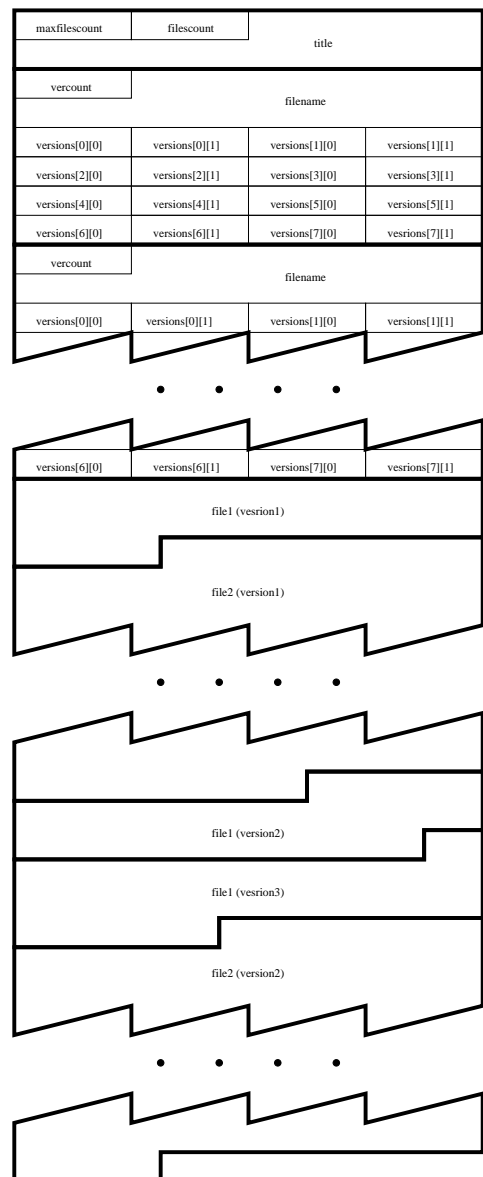 maxfilescount filescount
title
vercount
filename
versions[0][0] versions[0][1] versions[1][0] versions[1][1]
versions[2][0] versions[2][1] versions[3][0] versions[3][1]
versions[4][0] versions[4][1] versions[5][0] versions[5][1]
versions[6][0] versions[6][1] versions[7][0] vesrions[7][1]
vercount
filename
versions[0][0] versions[0][1] versions[1][0] versions[1][1]
versions[6][0] versions[6][1] versions[7][0] vesrions[7][1]
file1 (vesrion1)
file2 (version1)
file1 (version2)
file1 (vesrion3)
file2 (version2)